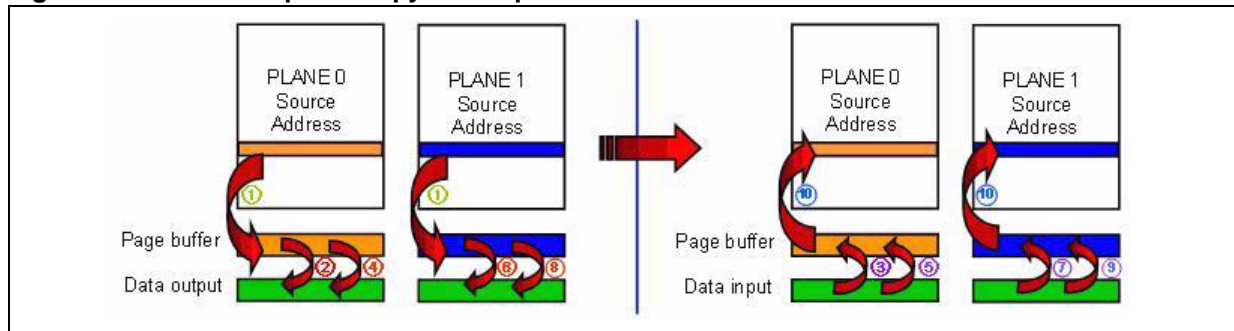 PLANE 0
Source
Address
①
Page buffer
② ④
Data output
PLANE 1
Source
Address
①
⑥ ⑧
PLANE 0
Source
Address
⑩
Page buffer
③ ⑤
Data input
PLANE 1
Source
Address
⑩
⑦ ⑨